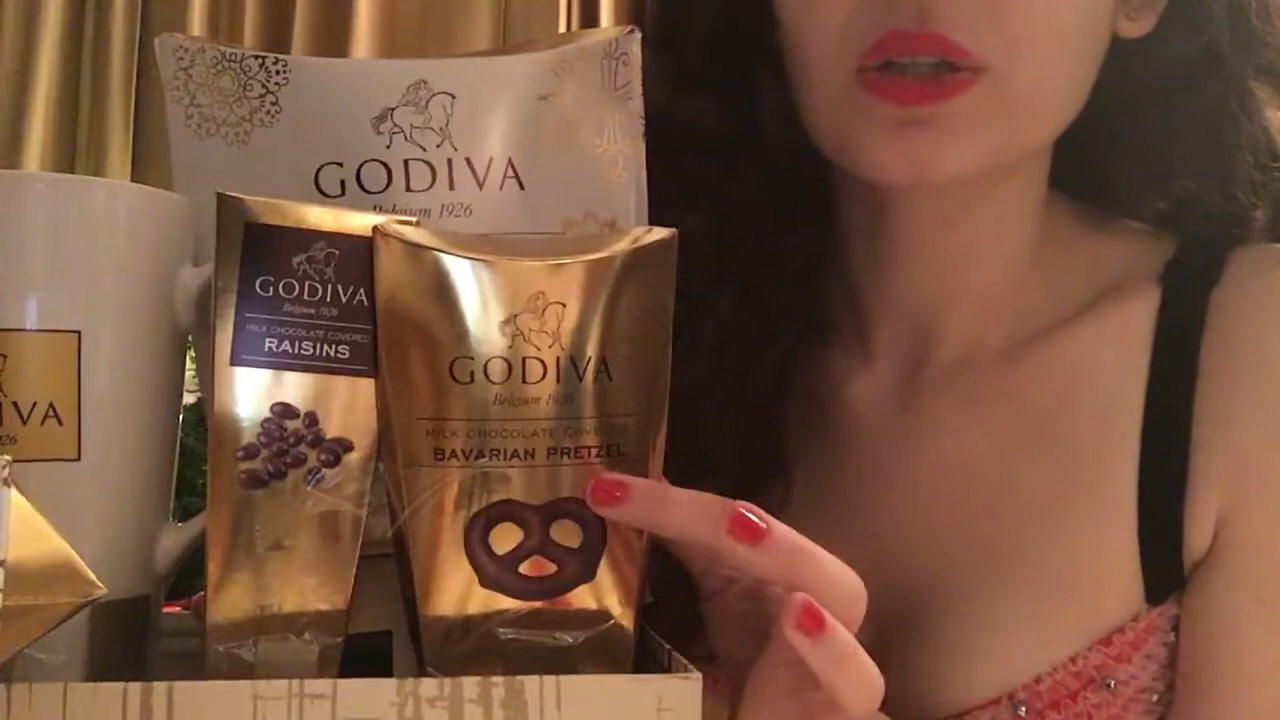 GODIVA
Belgium 1926
GODIVA
Belgium 1926
MILK CHOCOLATE COVERED
RAISINS
GODIVA
Belgium 1926
MILK CHOCOLATE COVERED
BAVARIAN PRETZEL
IVA
26